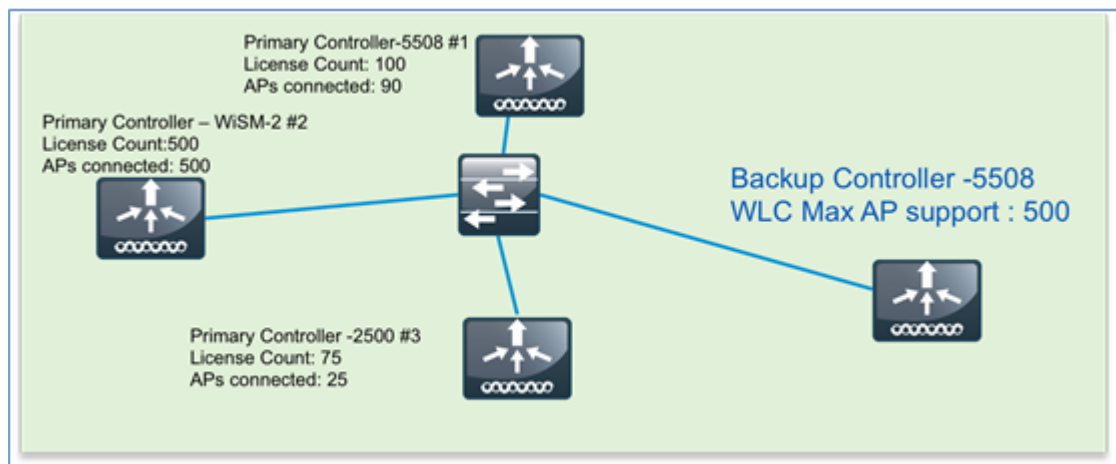 Primary Controller-5508 #1
License Count: 100
APs connected: 90
Primary Controller – WiSM-2 #2
License Count:500
APs connected: 500
Backup Controller -5508
WLC Max AP support : 500
Primary Controller -2500 #3
License Count: 75
APs connected: 25